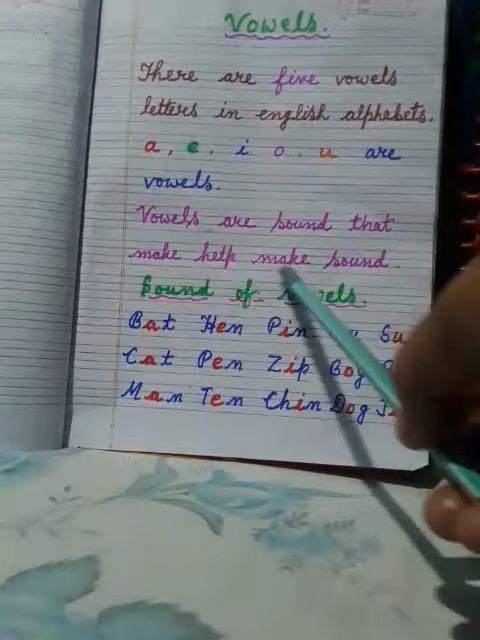 Vowels.
There are five vowels
letters in english alphabets.
a, e. i o. u are
vowels.
Vowels are sound that
make help make sound.
Sound of
Bat Hen Pin
Cat Pen Zip Boy
Man Ten Chin Dog